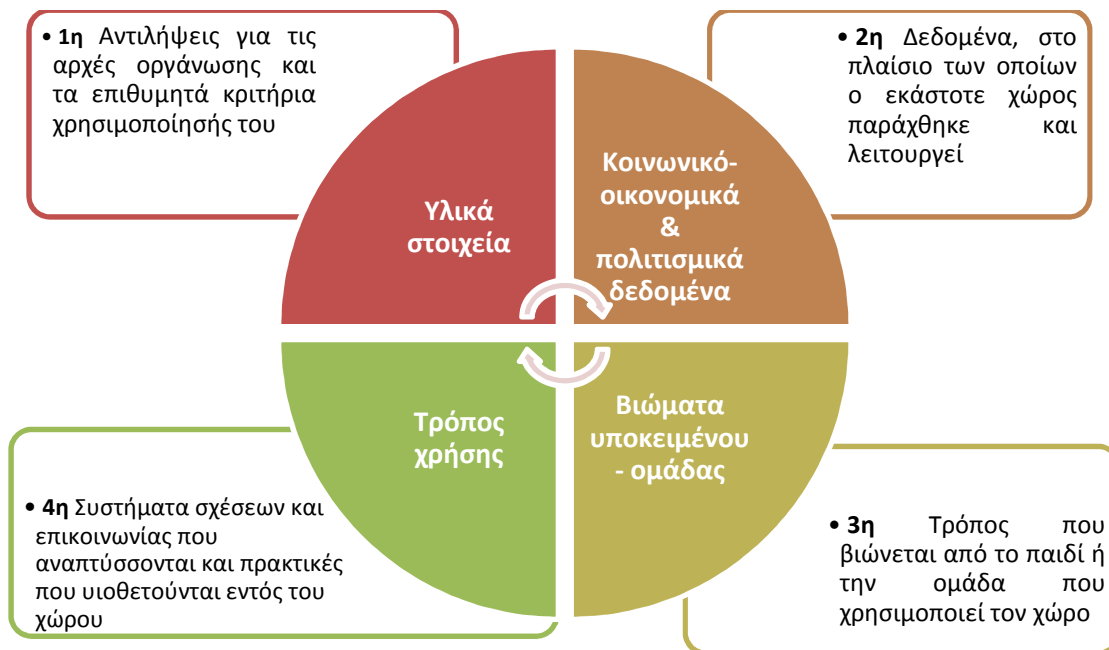 • 1η Αντιλήψεις για τις
αρχές οργάνωσης και
τα επιθυμητά κριτήρια
χρησιμοποίησής του
• 2η Δεδομένα, στο
πλαίσιο των οποίων
ο εκάστοτε χώρος
παράχθηκε και
λειτουργεί
Υλικά
στοιχεία
Κοινωνικό-
οικονομικά
&
πολιτισμικά
δεδομένα
Τρόπος
χρήσης
Βιώματα
υποκειμένου
- ομάδας
• 4η Συστήματα σχέσεων και
επικοινωνίας που
αναπτύσσονται και πρακτικές
που υιοθετούνται εντός του
χώρου
• 3η Τρόπος που
βιώνεται από το παιδί ή
την ομάδα που
χρησιμοποιεί τον χώρο